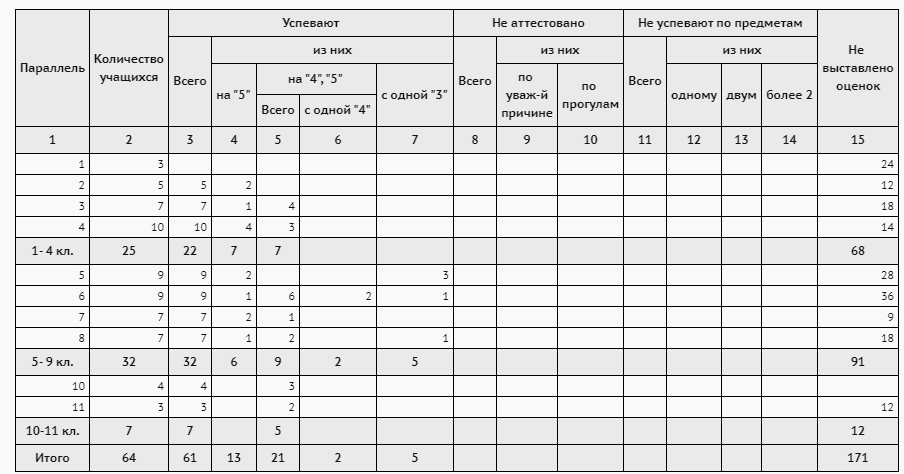 Параллель Количество учащихся Успевают Не аттестовано Не успевают по предметам Не выставлено оценок
Всего из них Всего из них Всего из них
на "5" на "4","5" с одной "3" по уваж-й причине по прогулам одному двум более 2
Всего с одной "4"
1 2 3 4 5 6 7 8 9 10 11 12 13 14 15
1 3 24
2 5 5 2 12
3 7 7 1 4 18
4 10 10 4 3 14
1- 4 кл. 25 22 7 7 68
5 9 9 2 3 28
6 9 9 1 6 2 1 36
7 7 7 2 1 9
8 7 7 1 2 1 18
5- 9 кл. 32 32 6 9 2 5 91
10 4 4 3
11 3 3 2 12
10-11 кл. 7 7 5 12
Итого 64 61 13 21 2 5 171